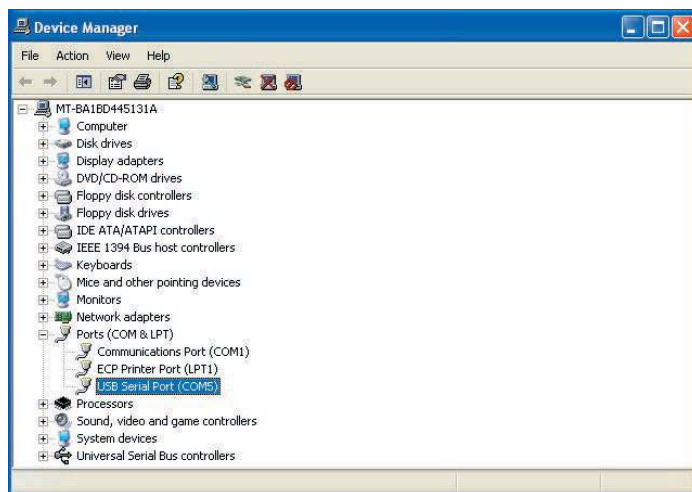 Device Manager
File Action View Help
MT-BA1BD445131A
Computer
Disk drives
Display adapters
DVD/CD-ROM drives
Floppy disk controllers
Floppy disk drives
IDE ATA/ATAPI controllers
IEEE 1394 Bus host controllers
Keyboards
Mice and other pointing devices
Monitors
Network adapters
Ports (COM & LPT)
Communications Port (COM1)
ECP Printer Port (LPT1)
USB Serial Port (COM5)
Processors
Sound, video and game controllers
System devices
Universal Serial Bus controllers